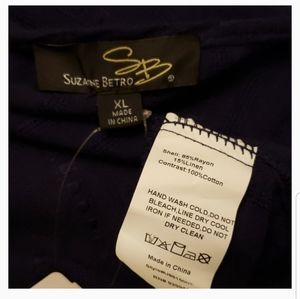 SB
SUZANNE BETRO®
XL
MADE
IN CHINA
Shell: 85%Rayon
15%Linen
Contrast:100%Cotton
HAND WASH COLD,DO NOT
BLEACH,LINE DRY COOL
IRON IF NEEDED,DO NOT
DRY CLEAN
Made in China